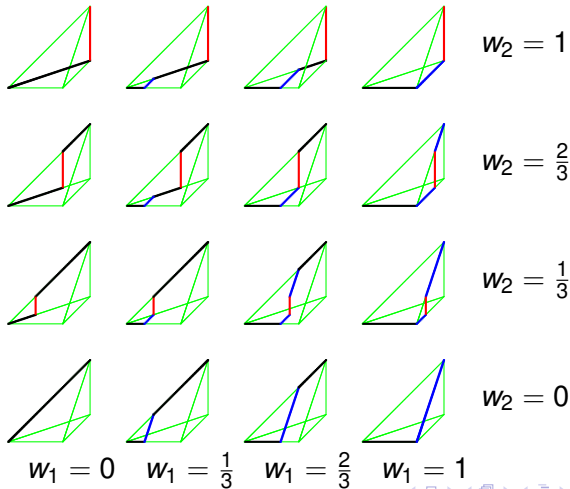 w₂ = 1
w₂ = 2/3
w₂ = 1/3
w₂ = 0
w₁ = 0 w₁ = 1/3 w₁ = 2/3 w₁ = 1